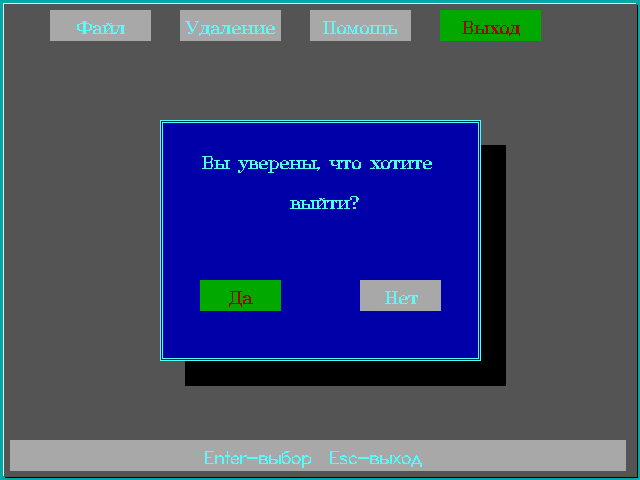 Файл Удаление Помощь Выход
Вы уверены, что хотите
выйти?
Да Нет
Enter-выбор Esc-выход